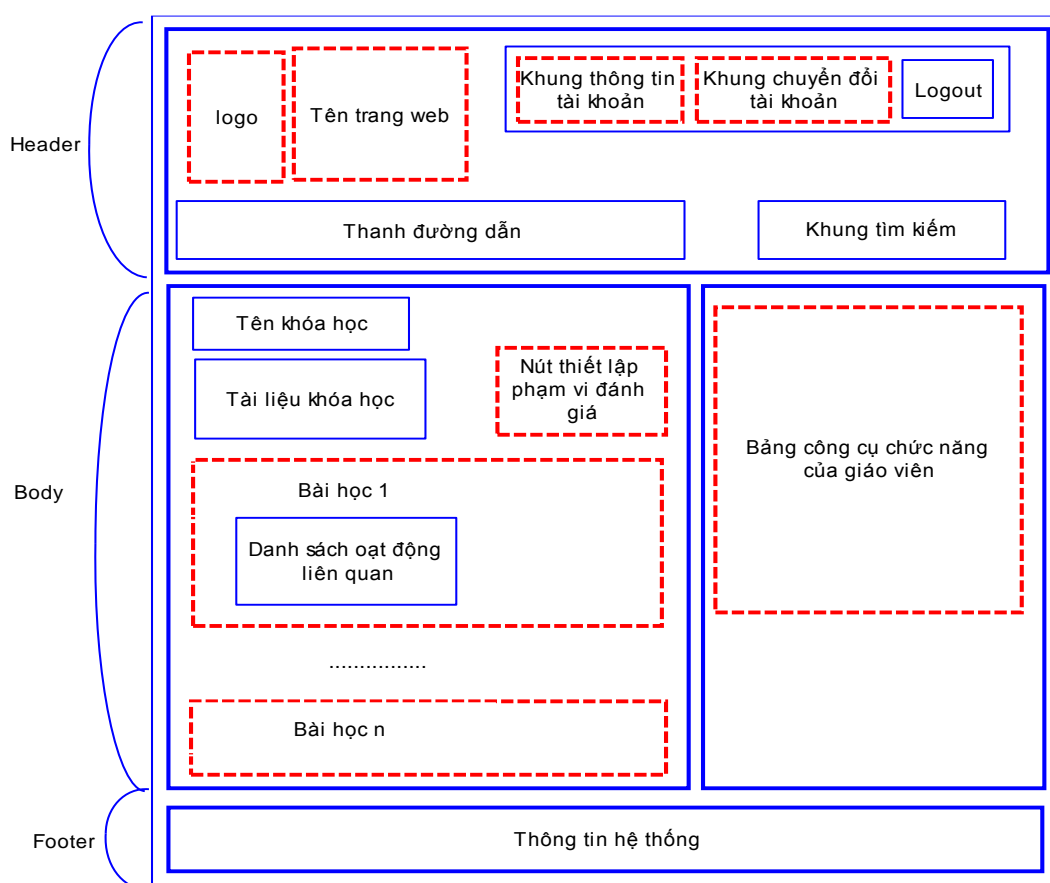 Header
logo
Tên trang web
Khung thông tin
tài khoản
Khung chuyển đổi
tài khoản
Logout
Thanh đường dẫn
Khung tìm kiếm
Body
Tên khóa học
Tài liệu khóa học
Nút thiết lập
phạm vi đánh
giá
Bài học 1
Danh sách oạt động
liên quan
................
Bài học n
Bảng công cụ chức năng
của giáo viên
Footer
Thông tin hệ thống